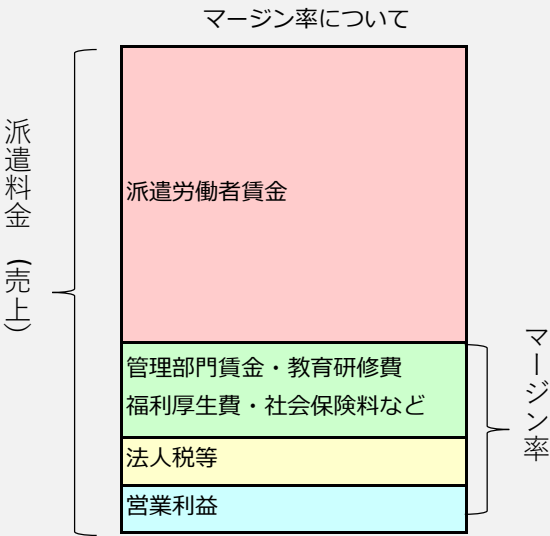 マージン率について
派遣料金（売上）
派遣労働者賃金
管理部門賃金・教育研修費
福利厚生費・社会保険料など
法人税等
営業利益
マージン率